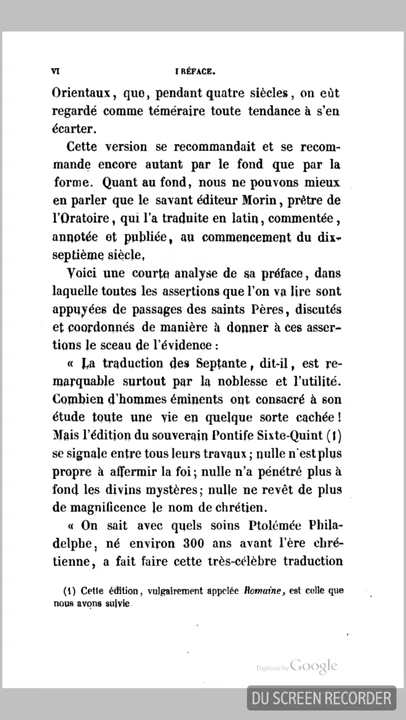 VI
PRÉFACE.
Orientaux, que, pendant quatre siècles, on eùt
regardé comme téméraire toute tendance à s'en
écarter.
Cette version se recommandait et se recom-
mande encore autant par le fond que par la
forme. Quant au fond, nous ne pouvons mieux
en parler que le savant éditeur Morin, prêtre de
l'Oratoire, qui l'a traduite en latin, commentée,
annotée et publiée, au commencement du dix-
septième siècle,
Voici une courte analyse de sa préface, dans
laquelle toutes les assertions que l'on va lire sont
appuyées de passages des saints Pères, discutés
et coordonnés de manière à donner à ces asser-
tions le sceau de l'évidence :
« La traduction des Septante, dit-il, est re-
marquable surtout par la noblesse et l'utilité.
Combien d'hommes éminents ont consacré à son
étude toute une vie en quelque sorte cachée !
Mais l'édition du souverain Pontife Sixte-Quint (1)
se signale entre tous leurs travaux ; nulle n'est plus
propre à affermir la foi ; nulle n'a pénétré plus à
fond les divins mystères ; nulle ne revêt de plus
de magnificence le nom de chrétien.
« On sait avec quels soins Ptolémée Phila-
delphe, né environ 300 ans avant l'ère chré-
tienne, a fait faire cette très-célèbre traduction
(1) Cette édition, vulgairement appelée Romaine, est celle que
nous avons suivie
Digitized by Google
DU SCREEN RECORDER